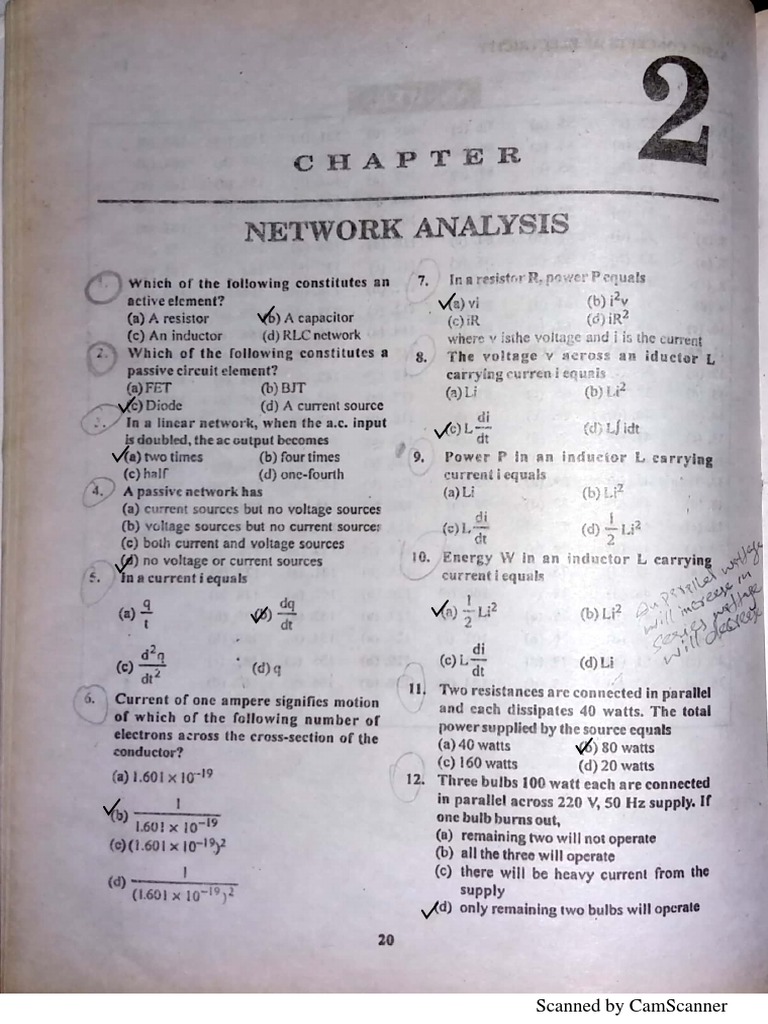 2
CHAPTER
NETWORK ANALYSIS
1. Which of the following constitutes an
active element?
(a) A resistor (b) A capacitor
(c) An inductor (d) RLC network
2. Which of the following constitutes a
passive circuit element?
(a) FET (b) BJT
(c) Diode (d) A current source
3. In a linear network, when the a.c. input
is doubled, the ac output becomes
(a) two times (b) four times
(c) half (d) one-fourth
4. A passive network has
(a) current sources but no voltage sources
(b) voltage sources but no current sources
(c) both current and voltage sources
(d) no voltage or current sources
5. In a current i equals
(a) q/t (b) dq/dt
(c) d²q/dt² (d) q
6. Current of one ampere signifies motion
of which of the following number of
electrons across the cross-section of the
conductor?
(a) 1.601 × 10⁻¹⁹
(b) 1/1.601 × 10⁻¹⁹
(c) (1.601 × 10⁻¹⁹)²
(d) 1/(1.601 × 10⁻¹⁹)²
7. In a resistor R, power P equals
(a) vi (b) i²v
(c) iR (d) iR²
where v isthe voltage and i is the current
8. The voltage v across an iductor L
carrying curren i equals
(a) Li (b) Li²
(c) L di/dt (d) L∫idt
9. Power P in an inductor L carrying
current i equals
(a) Li (b) Li²
(c) L di/dt (d) 1/2 Li²
10. Energy W in an inductor L carrying
current i equals
(a) 1/2 Li² (b) Li²
(c) L di/dt (d) Li
parallel wattage
will increase in
series wattage
will decrease
11. Two resistances are connected in parallel
and each dissipates 40 watts. The total
power supplied by the source equals
(a) 40 watts (b) 80 watts
(c) 160 watts (d) 20 watts
12. Three bulbs 100 watt each are connected
in parallel across 220 V, 50 Hz supply. If
one bulb burns out,
(a) remaining two will not operate
(b) all the three will operate
(c) there will be heavy current from the
supply
(d) only remaining two bulbs will operate
20
Scanned by CamScanner